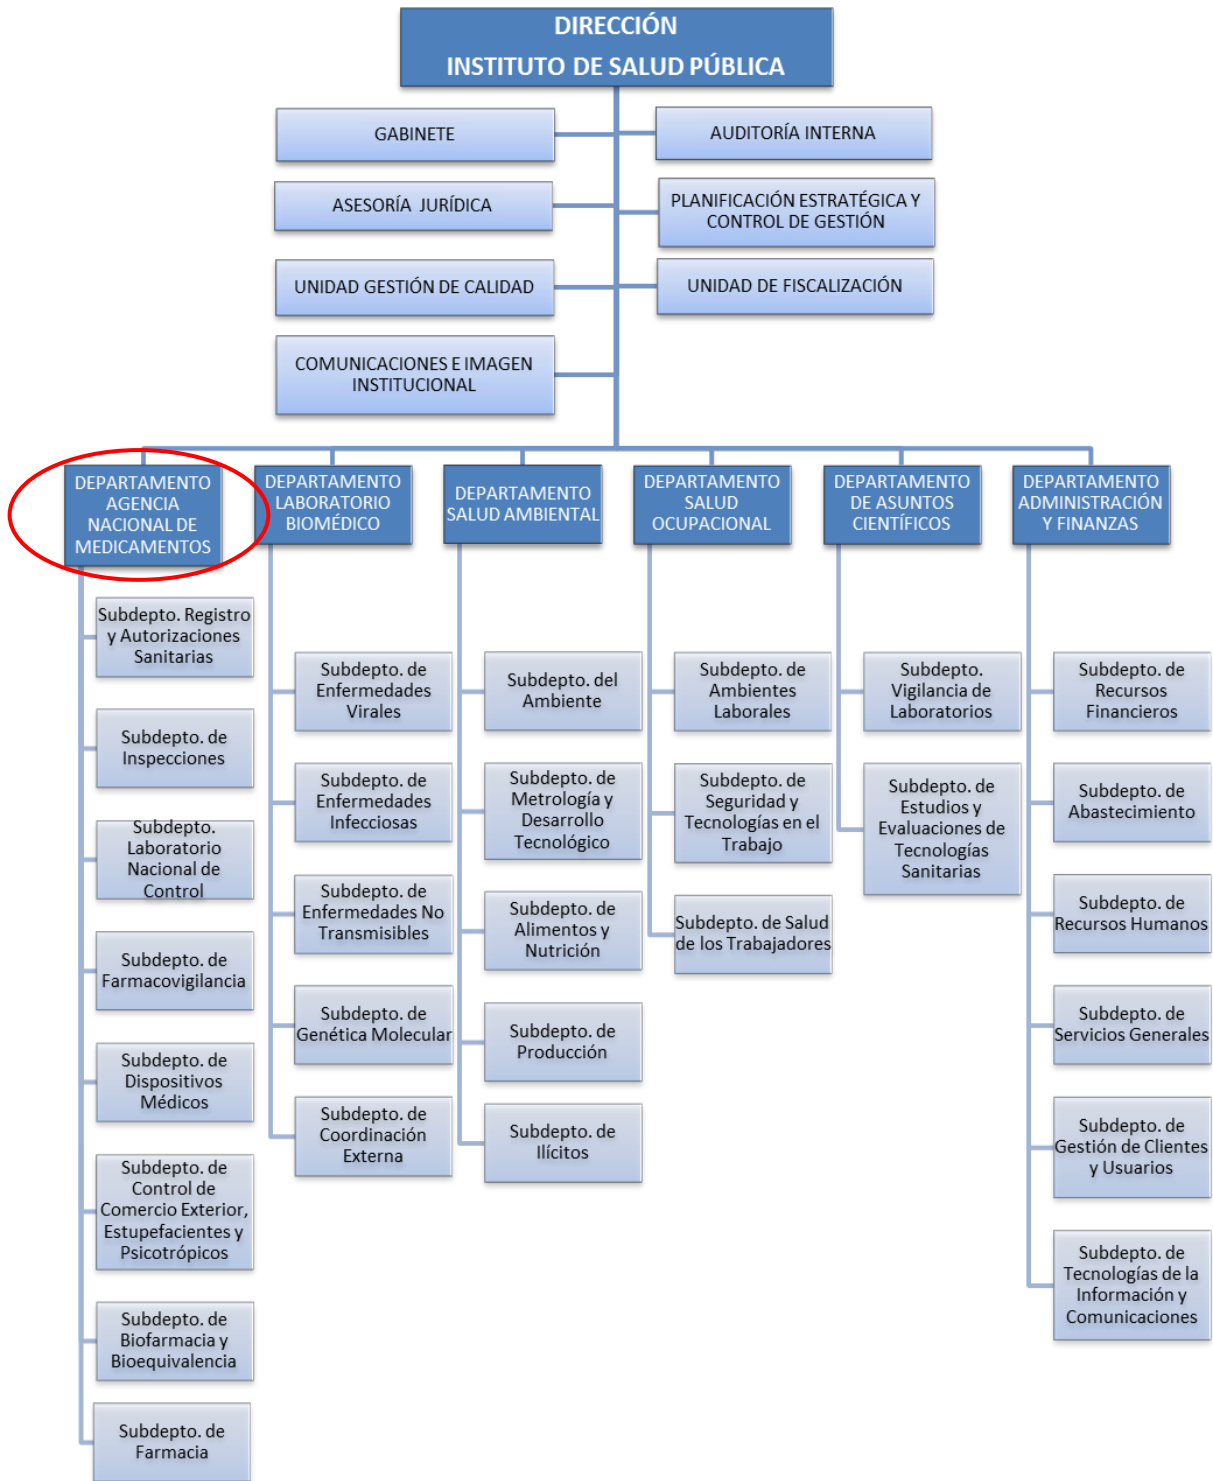 DIRECCIÓN
INSTITUTO DE SALUD PÚBLICA
GABINETE
AUDITORÍA INTERNA
ASESORÍA JURÍDICA
PLANIFICACIÓN ESTRATÉGICA Y
CONTROL DE GESTIÓN
UNIDAD GESTIÓN DE CALIDAD
UNIDAD DE FISCALIZACIÓN
COMUNICACIONES E IMAGEN
INSTITUCIONAL
DEPARTAMENTO
AGENCIA
NACIONAL DE
MEDICAMENTOS
Subdepto. Registro
y Autorizaciones
Sanitarias
Subdepto. de
Inspecciones
Subdepto.
Laboratorio
Nacional de
Control
Subdepto. de
Farmacovigilancia
Subdepto. de
Dispositivos
Médicos
Subdepto. de
Control de
Comercio Exterior,
Estupefacientes y
Psicotrópicos
Subdepto. de
Biofarmacia y
Bioequivalencia
Subdepto. de
Farmacia
DEPARTAMENTO
LABORATORIO
BIOMÉDICO
Subdepto. de
Enfermedades
Virales
Subdepto. de
Enfermedades
Infecciosas
Subdepto. de
Enfermedades No
Transmisibles
Subdepto. de
Genética Molecular
Subdepto. de
Coordinación
Externa
DEPARTAMENTO
SALUD AMBIENTAL
Subdepto. del
Ambiente
Subdepto. de
Metrología y
Desarrollo
Tecnológico
Subdepto. de
Alimentos y
Nutrición
Subdepto. de
Producción
Subdepto. de
Ilícitos
DEPARTAMENTO
SALUD
OCUPACIONAL
Subdepto. de
Ambientes
Laborales
Subdepto. de
Seguridad y
Tecnologías en el
Trabajo
Subdepto. de Salud
de los Trabajadores
DEPARTAMENTO
DE ASUNTOS
CIENTÍFICOS
Subdepto.
Vigilancia de
Laboratorios
Subdepto. de
Estudios y
Evaluaciones de
Tecnologías
Sanitarias
DEPARTAMENTO
ADMINISTRACIÓN
Y FINANZAS
Subdepto. de
Recursos
Financieros
Subdepto. de
Abastecimiento
Subdepto. de
Recursos Humanos
Subdepto. de
Servicios Generales
Subdepto. de
Gestión de Clientes
y Usuarios
Subdepto. de
Tecnologías de la
Información y
Comunicaciones